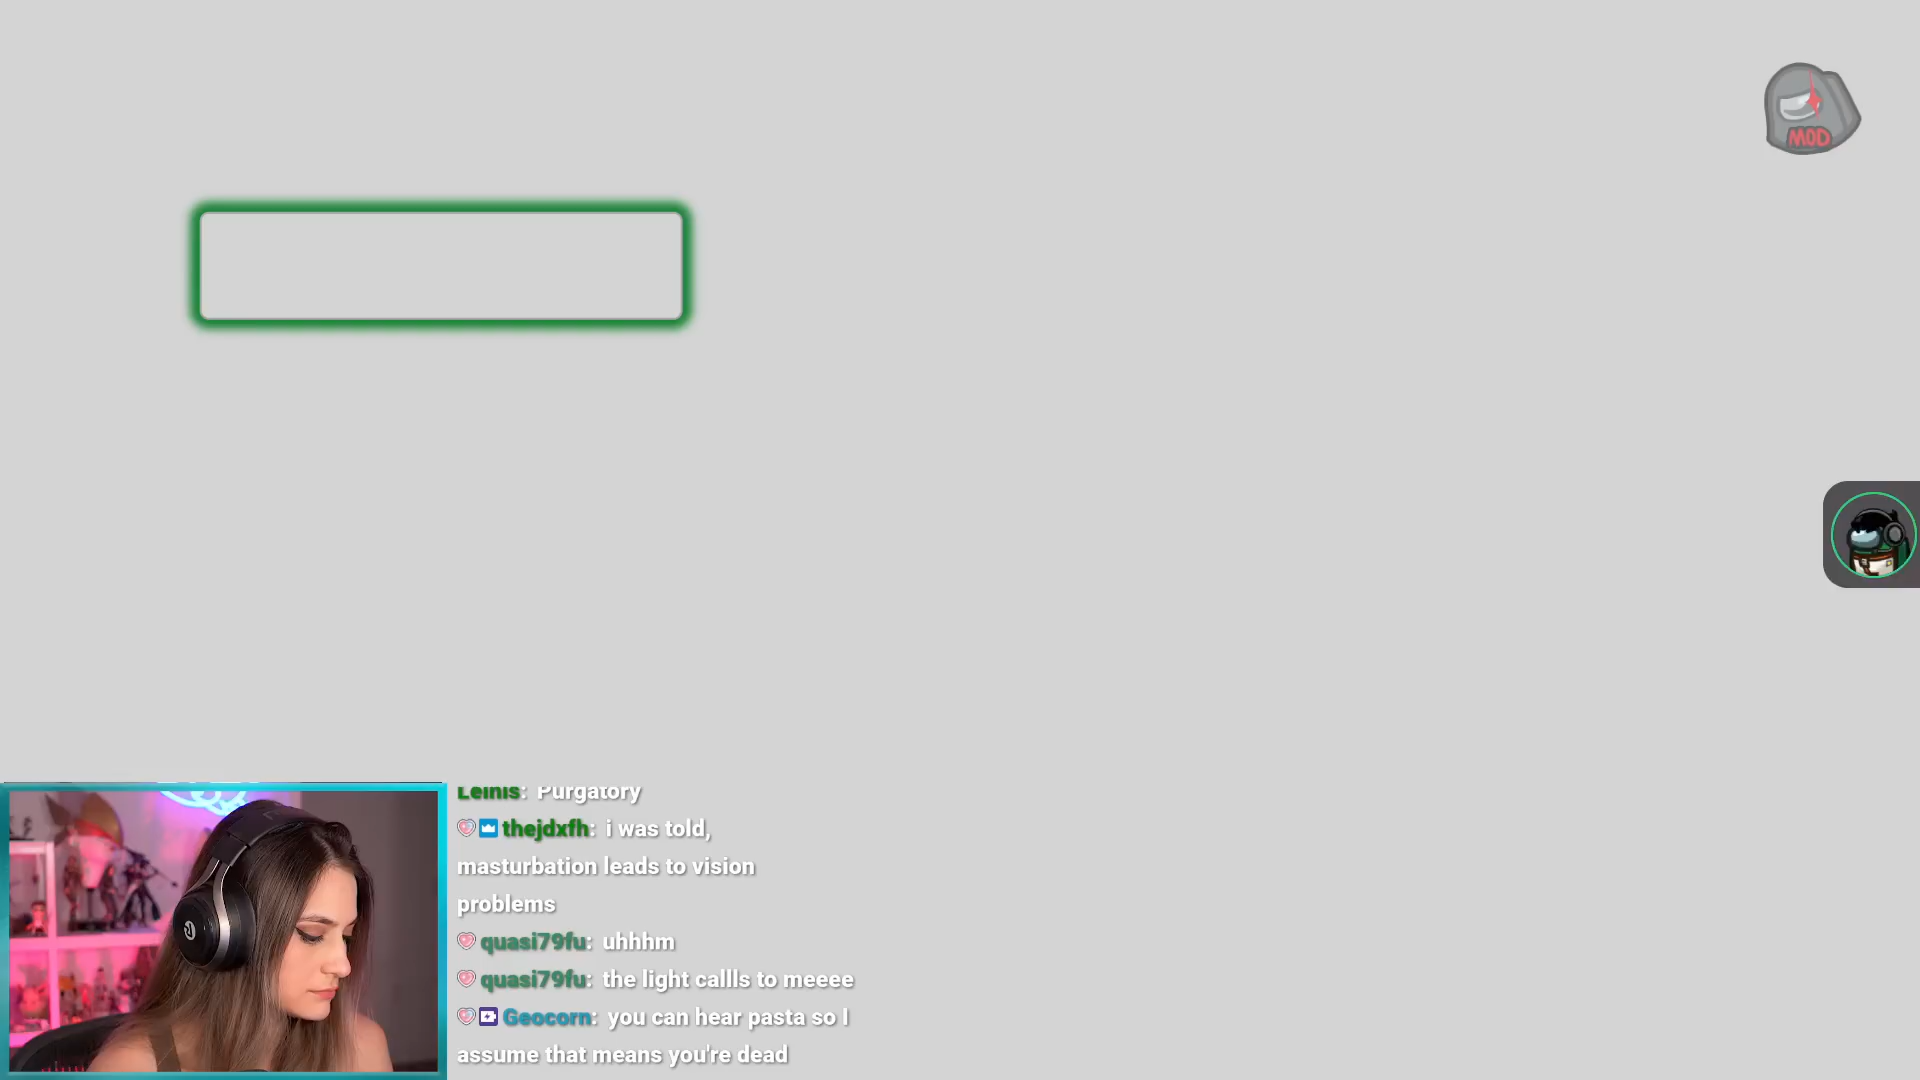 MOD
Leinis: Purgatory
thejdxfh: i was told,
masturbation leads to vision
problems
quasi79fu: uhhhm
quasi79fu: the light callls to meeee
Geocorn: you can hear pasta so I
assume that means you're dead